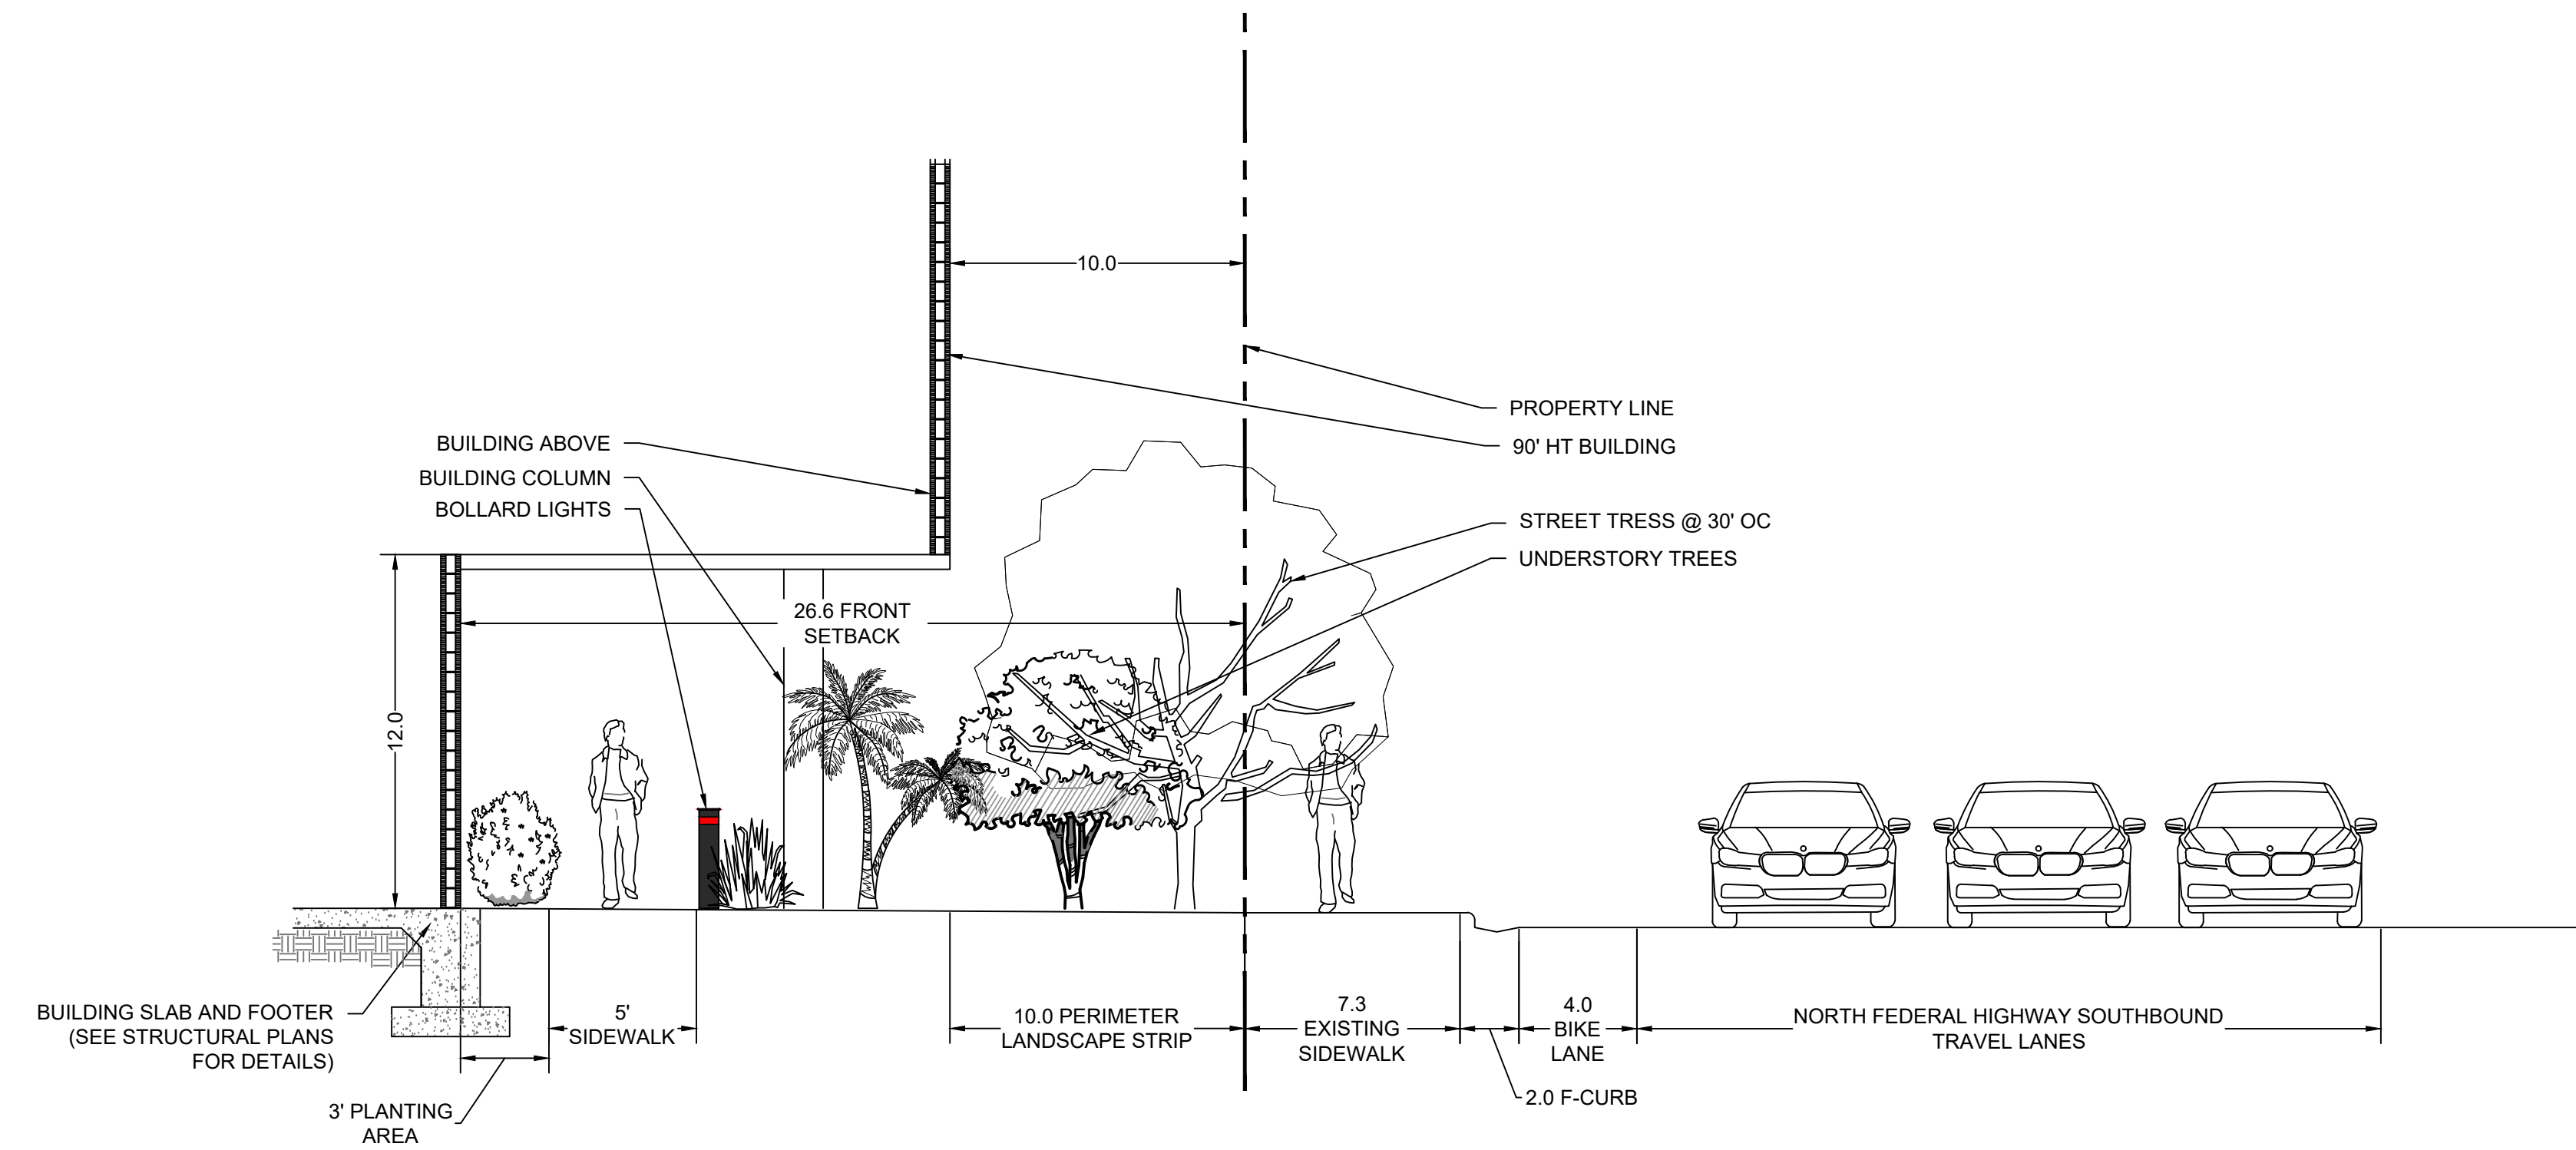 10.0
PROPERTY LINE
90' HT BUILDING
BUILDING ABOVE
BUILDING COLUMN
BOLLARD LIGHTS
STREET TRESS @ 30' OC
UNDERSTORY TREES
26.6 FRONT
SETBACK
12.0
BUILDING SLAB AND FOOTER
(SEE STRUCTURAL PLANS
FOR DETAILS)
5'
SIDEWALK
10.0 PERIMETER
LANDSCAPE STRIP
7.3
EXISTING
SIDEWALK
4.0
BIKE
LANE
NORTH FEDERAL HIGHWAY SOUTHBOUND
TRAVEL LANES
2.0 F-CURB
3' PLANTING
AREA